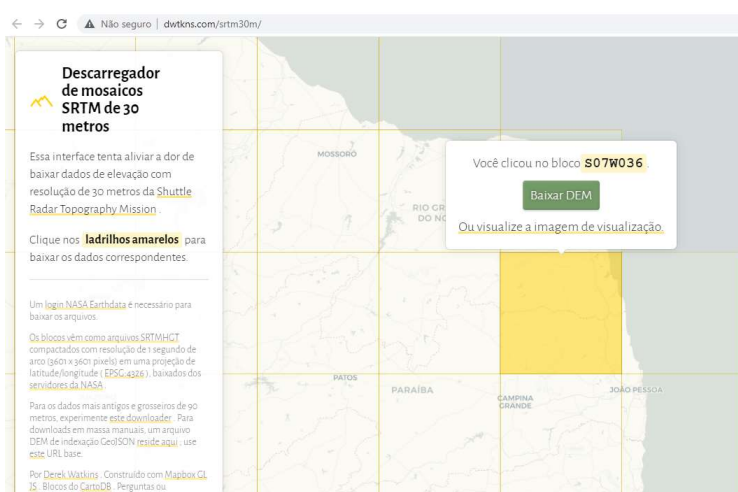 Não seguro | dwtkns.com/srtm30m/
Descarregador
de mosaicos
SRTM de 30
metros
Essa interface tenta aliviar a dor de
baixar dados de elevação com
resolução de 30 metros da Shuttle
Radar Topography Mission .
Clique nos ladrilhos amarelos para
baixar os dados correspondentes.
Um login NASA Earthdata é necessário para
baixar os arquivos.
Os blocos vêm como arquivos SRTMHGT
compactados com resolução de 1 segundo de
arco (3601 x 3601 pixels) em uma projeção de
latitude/longitude ( EPSG:4326 ), baixados dos
servidores da NASA .
Para os dados mais antigos e grosseiros de 90
metros, experimente este downloader . Para
downloads em massa manuais, um arquivo
DEM de indexação GeoJSON reside aqui . use
este URL base.
Por Derek Watkins . Construído com Mapbox GL
JS . Blocos do CartoDB . Perguntas ou
MOSSORÓ
Você clicou no bloco S07W036 .
Baixar DEM
Ou visualize a imagem de visualização.
RIO GR
DO NO
PATOS
PARAÍBA
CAMPINA
GRANDE
JOÃO PESSOA